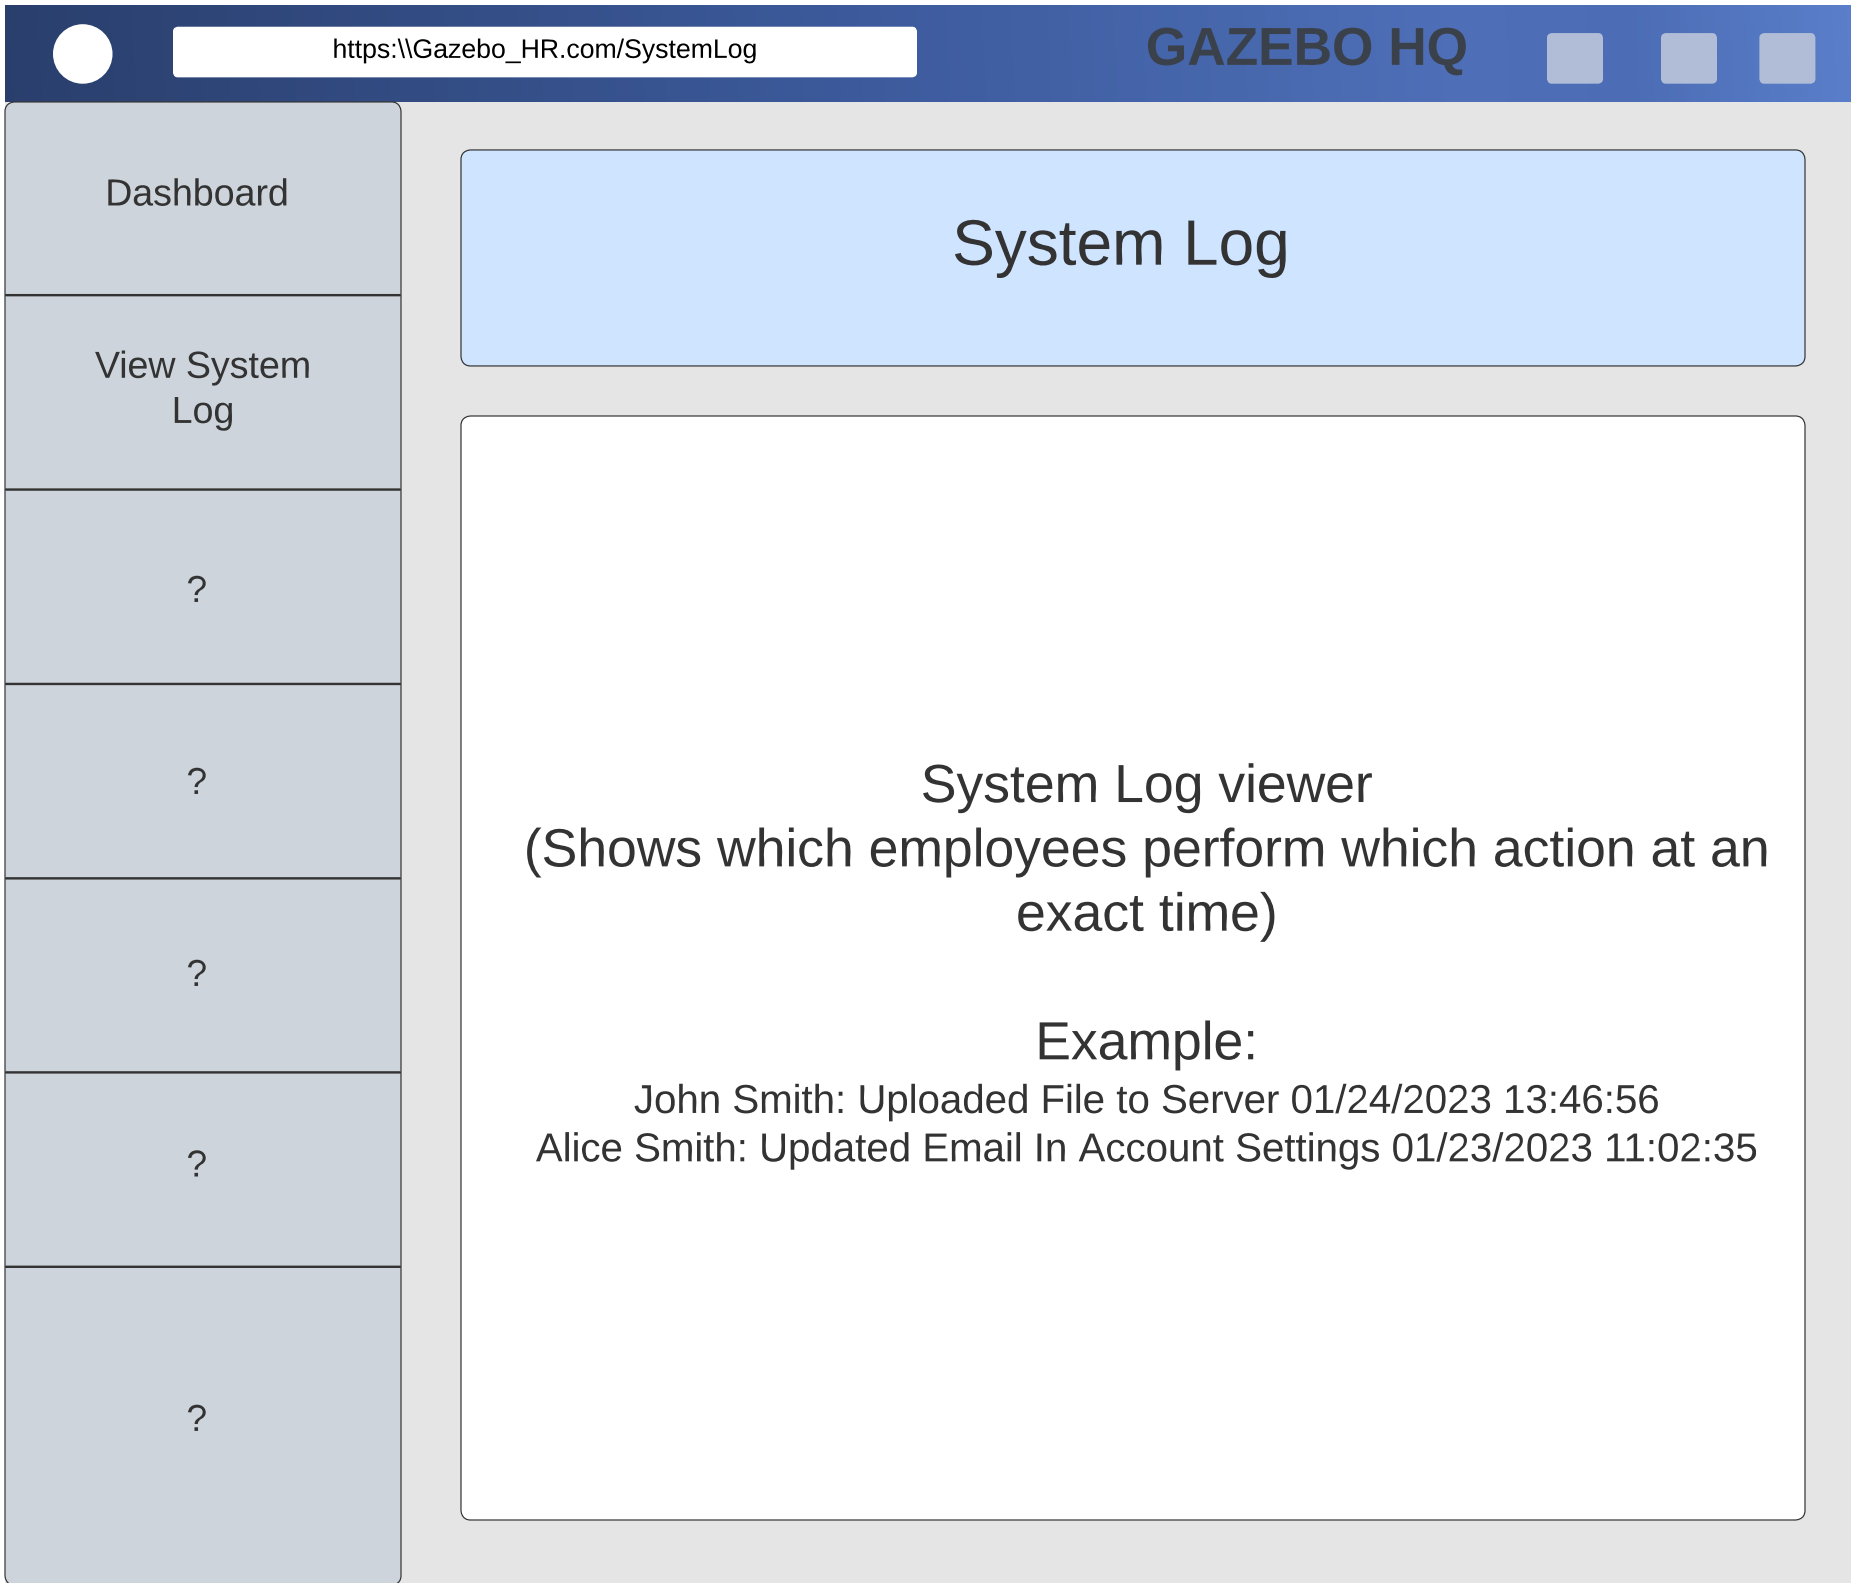 https:\\Gazebo_HR.com/SystemLog
GAZEBO HQ
Dashboard
View System
Log
?
?
?
?
?
System Log
System Log viewer
(Shows which employees perform which action at an
exact time)
Example:
John Smith: Uploaded File to Server 01/24/2023 13:46:56
Alice Smith: Updated Email In Account Settings 01/23/2023 11:02:35